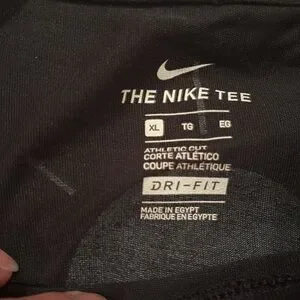 THE NIKE TEE
XL TG EG
ATHLETIC CUT
CORTE ATLÉTICO
COUPE ATHLÉTIQUE
DRI-FIT
MADE IN EGYPT
FABRIQUE EN EGYPTE